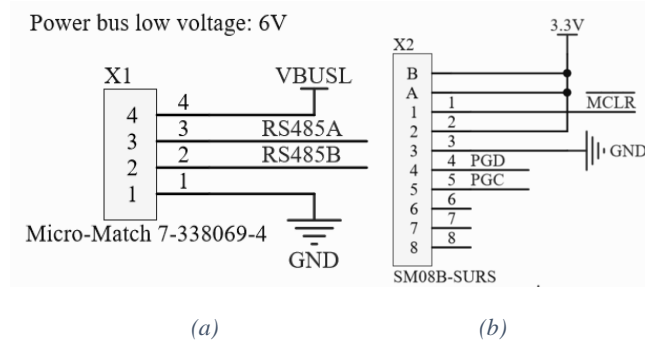 Power bus low voltage: 6V
X1
VBUSL
4 4
3 3 RS485A
2 2 RS485B
1 1
Micro-Match 7-338069-4
GND
(a)
3.3V
X2
B
A
1 1 MCLR
2 2
3 3 GND
4 4 PGD
5 5 PGC
6 6
7 7
8 8
SM08B-SURS
(b)